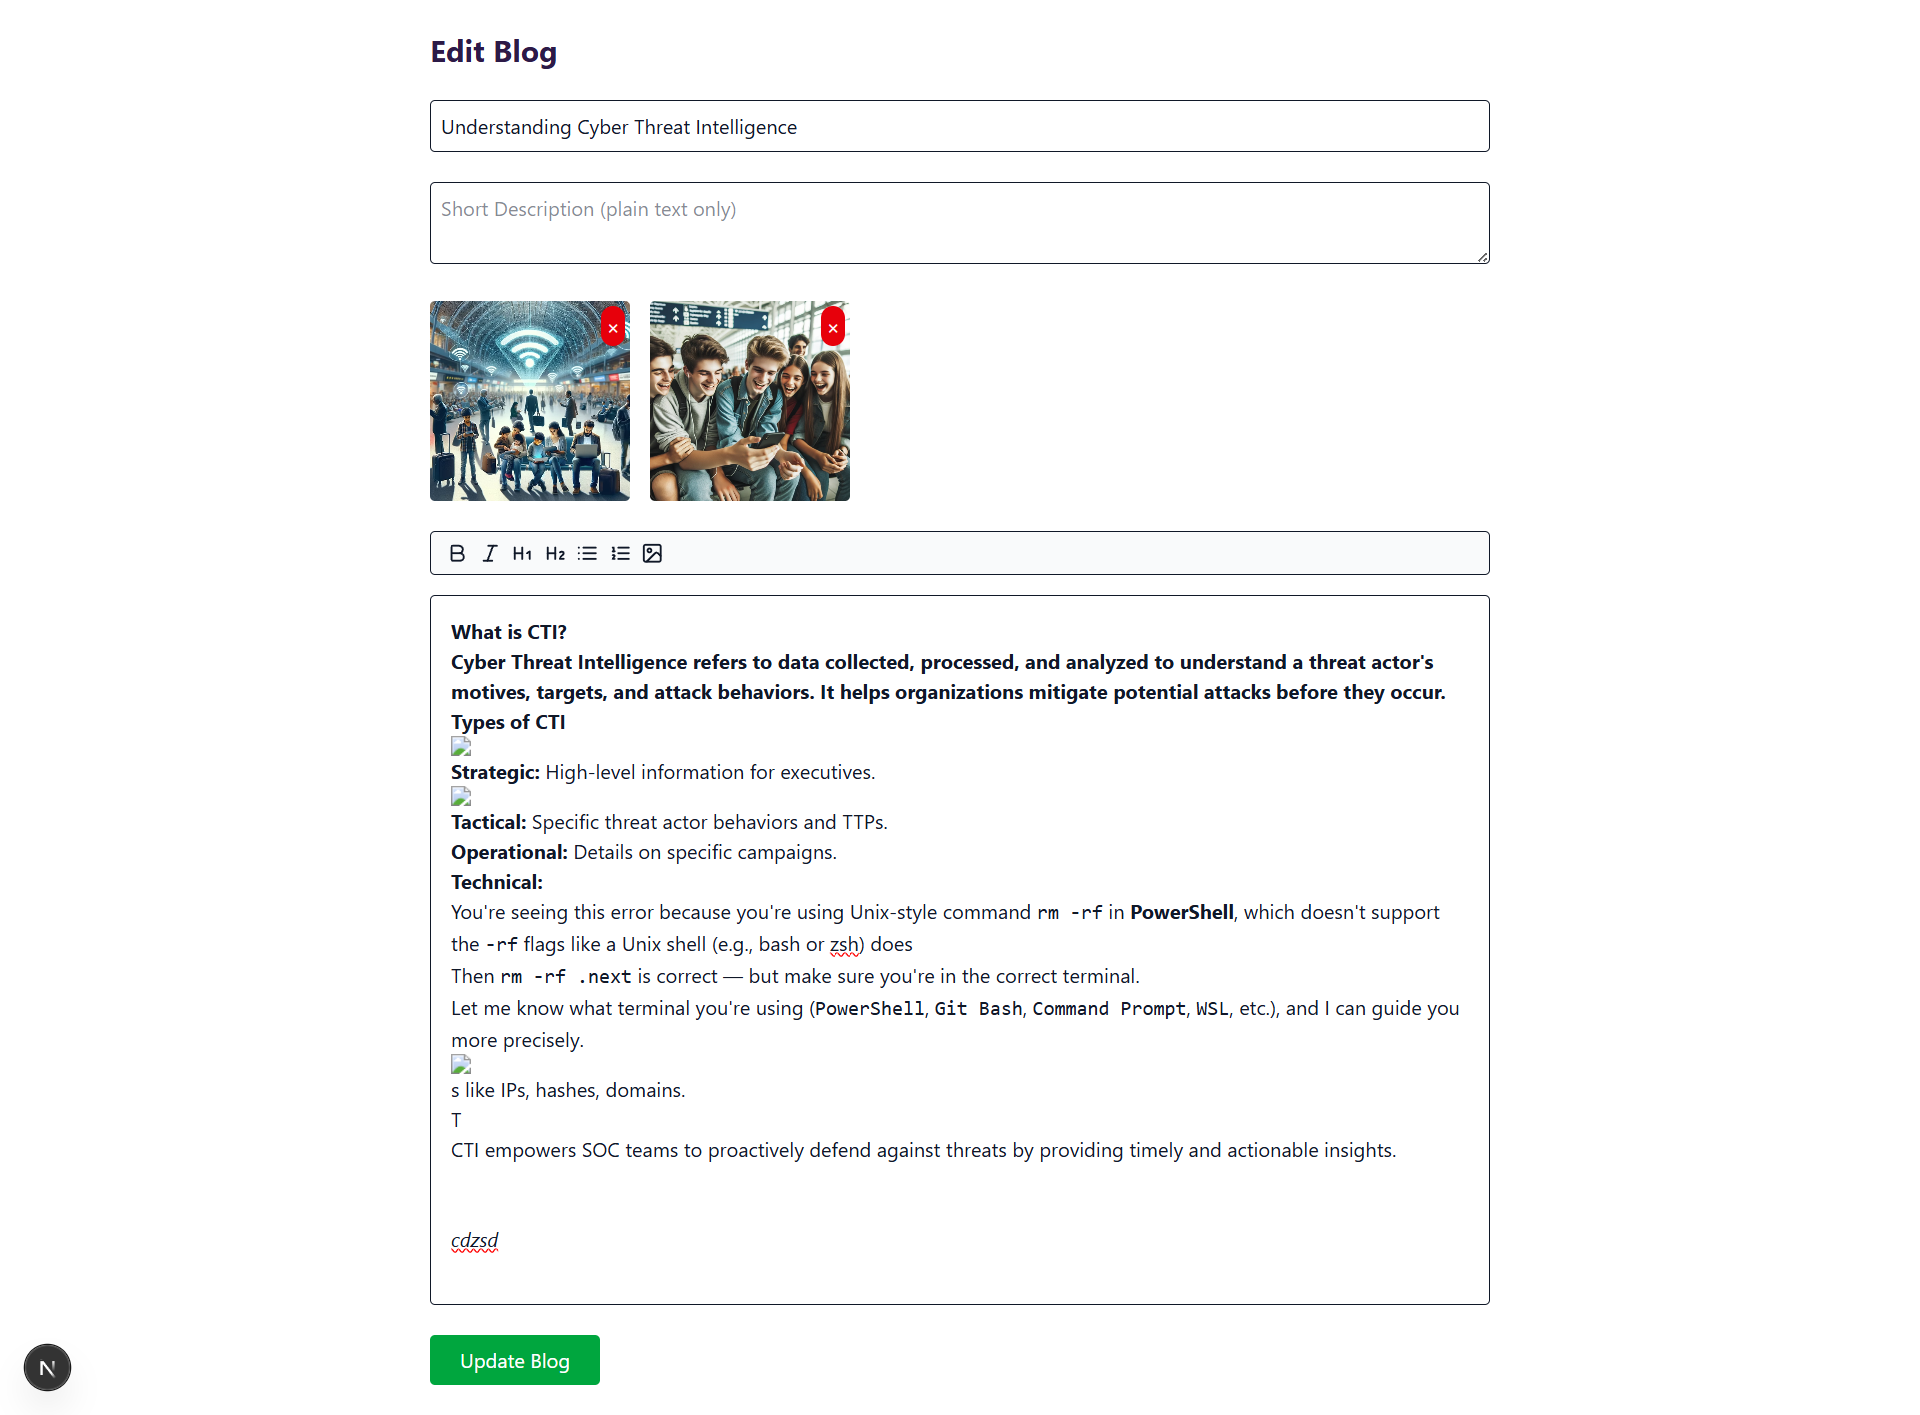 Edit Blog
Understanding Cyber Threat Intelligence
Short Description (plain text only)
×
×
B I H1 H2
What is CTI?
Cyber Threat Intelligence refers to data collected, processed, and analyzed to understand a threat actor's
motives, targets, and attack behaviors. It helps organizations mitigate potential attacks before they occur.
Types of CTI
Strategic: High-level information for executives.
Tactical: Specific threat actor behaviors and TTPs.
Operational: Details on specific campaigns.
Technical:
You're seeing this error because you're using Unix-style command rm -rf in PowerShell, which doesn't support
the -rf flags like a Unix shell (e.g., bash or zsh) does
Then rm -rf .next is correct — but make sure you're in the correct terminal.
Let me know what terminal you're using (PowerShell, Git Bash, Command Prompt, WSL, etc.), and I can guide you
more precisely.
s like IPs, hashes, domains.
T
CTI empowers SOC teams to proactively defend against threats by providing timely and actionable insights.
cdzsd
Update Blog
N